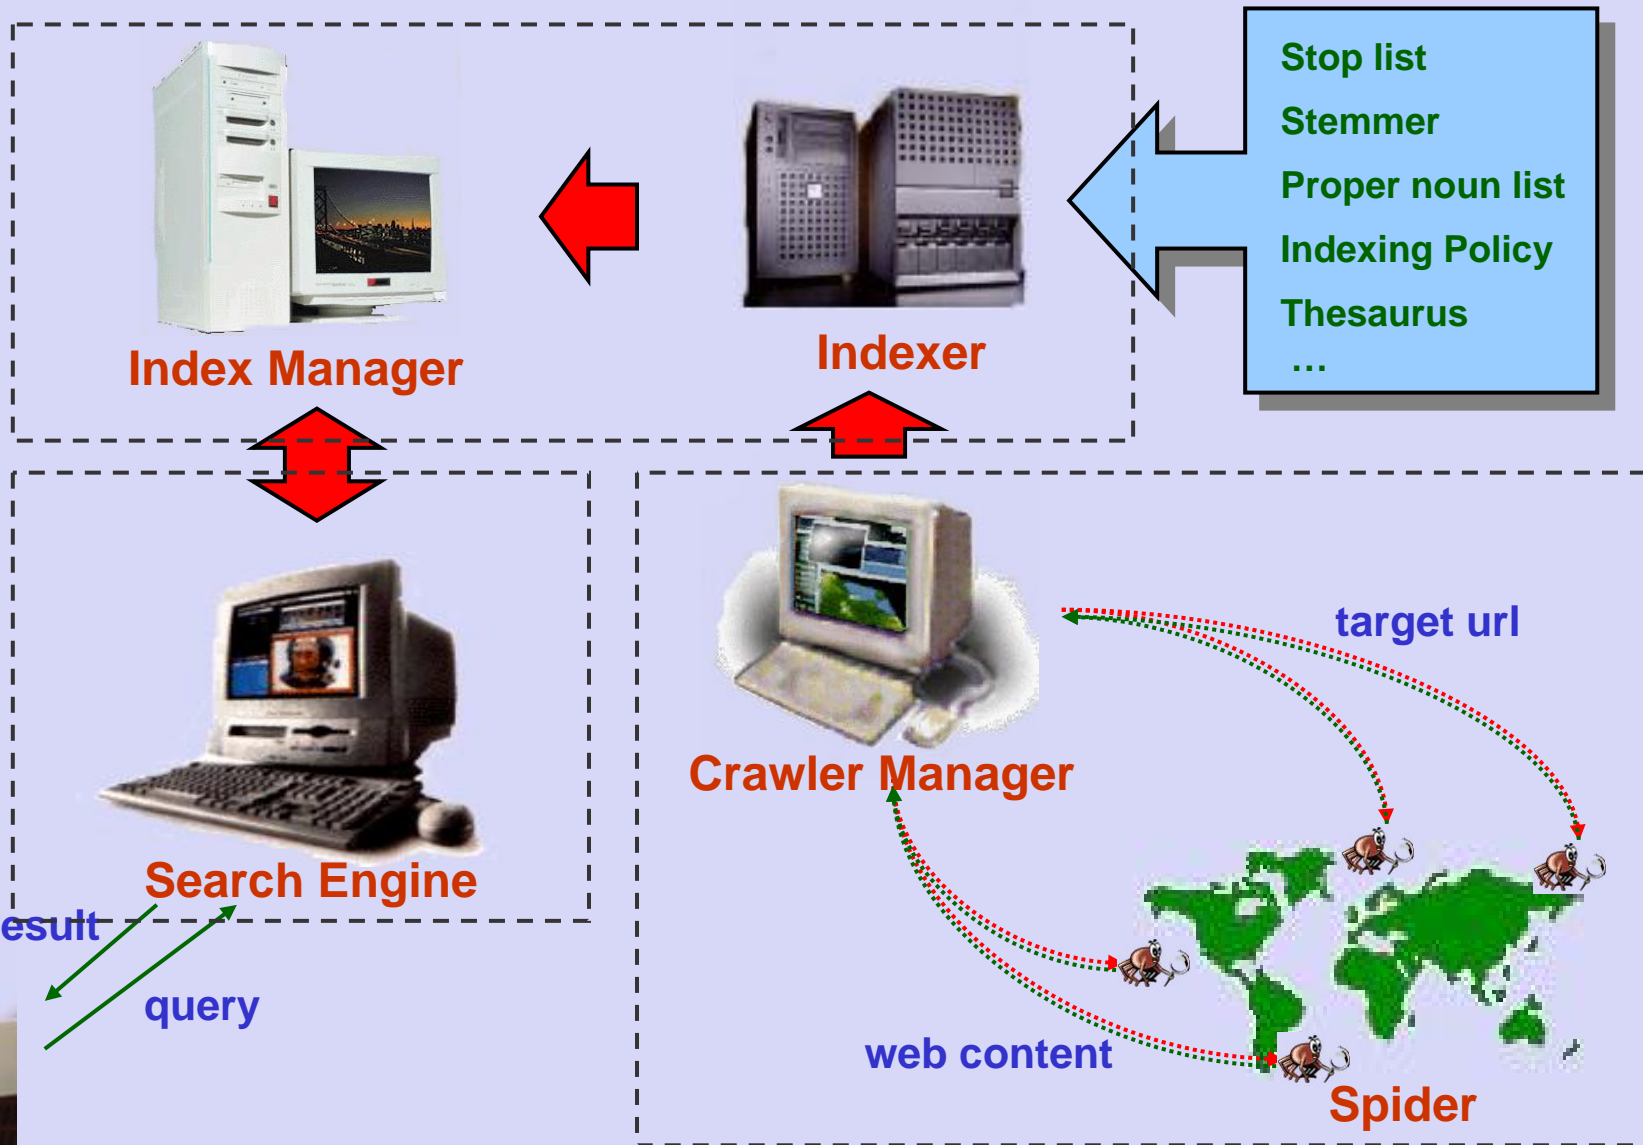 Stop list
Stemmer
Proper noun list
Indexing Policy
Thesaurus
…
Index Manager
Indexer
target url
Crawler Manager
Search Engine
esult
query
web content
Spider